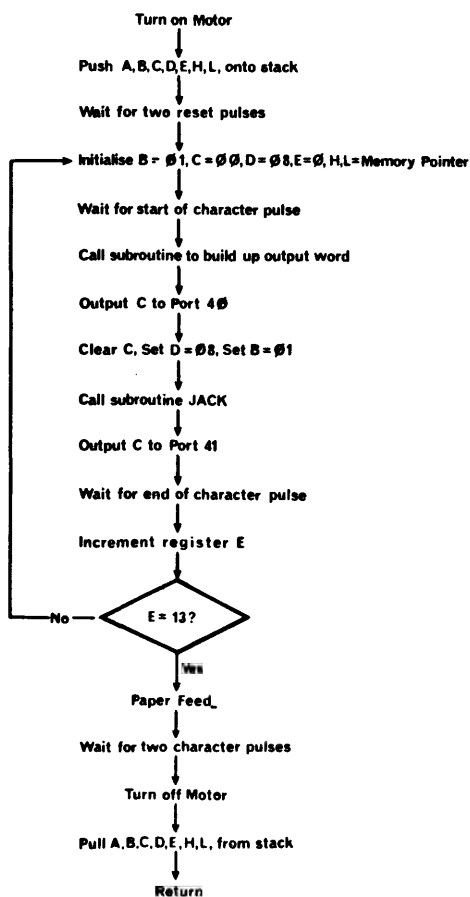 Turn on Motor
Push A,B,C,D,E,H,L, onto stack
Wait for two reset pulses
Initialise B = Ø1, C = ØØ, D = Ø8, E = Ø, H,L = Memory Pointer
Wait for start of character pulse
Call subroutine to build up output word
Output C to Port 4Ø
Clear C, Set D = Ø8, Set B = Ø1
Call subroutine JACK
Output C to Port 41
Wait for end of character pulse
Increment register E
E = 13?
No
Yes
Paper Feed_
Wait for two character pulses
Turn off Motor
Pull A,B,C,D,E,H,L, from stack
Return